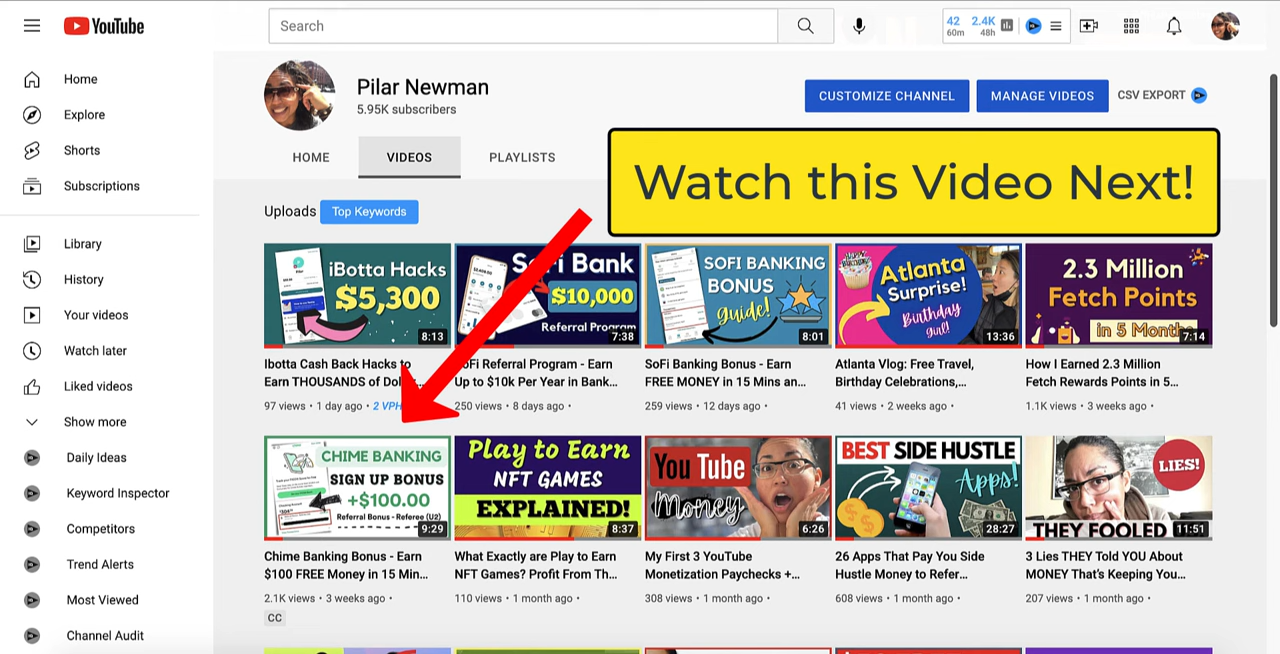 YouTube
Search
42 2.4K
60m 48h
Home
Explore
Shorts
Subscriptions
Library
History
Your videos
Watch later
Liked videos
Show more
Daily Ideas
Keyword Inspector
Competitors
Trend Alerts
Most Viewed
Channel Audit
Pilar Newman
5.95K subscribers
CUSTOMIZE CHANNEL
MANAGE VIDEOS
CSV EXPORT
HOME
VIDEOS
PLAYLISTS
Watch this Video Next!
Uploads
Top Keywords
iBotta Hacks
$5,300
8:13
Ibotta Cash Back Hacks to
Earn THOUSANDS of
97 views • 1 day ago • 2 VPH
Bank
$10,000
Referral Program
7:38
SoFi Referral Program - Earn
Up to $10k Per Year in Bank...
250 views • 8 days ago •
SOFI BANKING
BONUS
guide!
8:01
SoFi Banking Bonus - Earn
FREE MONEY in 15 Mins an...
259 views • 12 days ago •
Atlanta
Surprise!
Birthday
girl!
13:36
Atlanta Vlog: Free Travel,
Birthday Celebrations,...
41 views • 2 weeks ago •
2.3 Million
Fetch Points
in 5 Months
7:14
How I Earned 2.3 Million
Fetch Rewards Points in 5...
1.1K views • 3 weeks ago •
CHIME BANKING
SIGN UP BONUS
+$100.00
Referral Bonus - Referee (U2)
9:29
Chime Banking Bonus - Earn
$100 FREE Money in 15 Min...
2.1K views • 3 weeks ago •
CC
Play to Earn
NFT GAMES
EXPLAINED!
8:37
What Exactly are Play to Earn
NFT Games? Profit From Th...
110 views • 1 month ago •
YouTube
Money
6:26
My First 3 YouTube
Monetization Paychecks +...
308 views • 1 month ago •
BEST SIDE HUSTLE
Apps!
28:27
26 Apps That Pay You Side
Hustle Money to Refer...
608 views • 1 month ago •
LIES!
THEY FOOLED
11:51
3 Lies THEY Told YOU About
MONEY That's Keeping You...
207 views • 1 month ago •